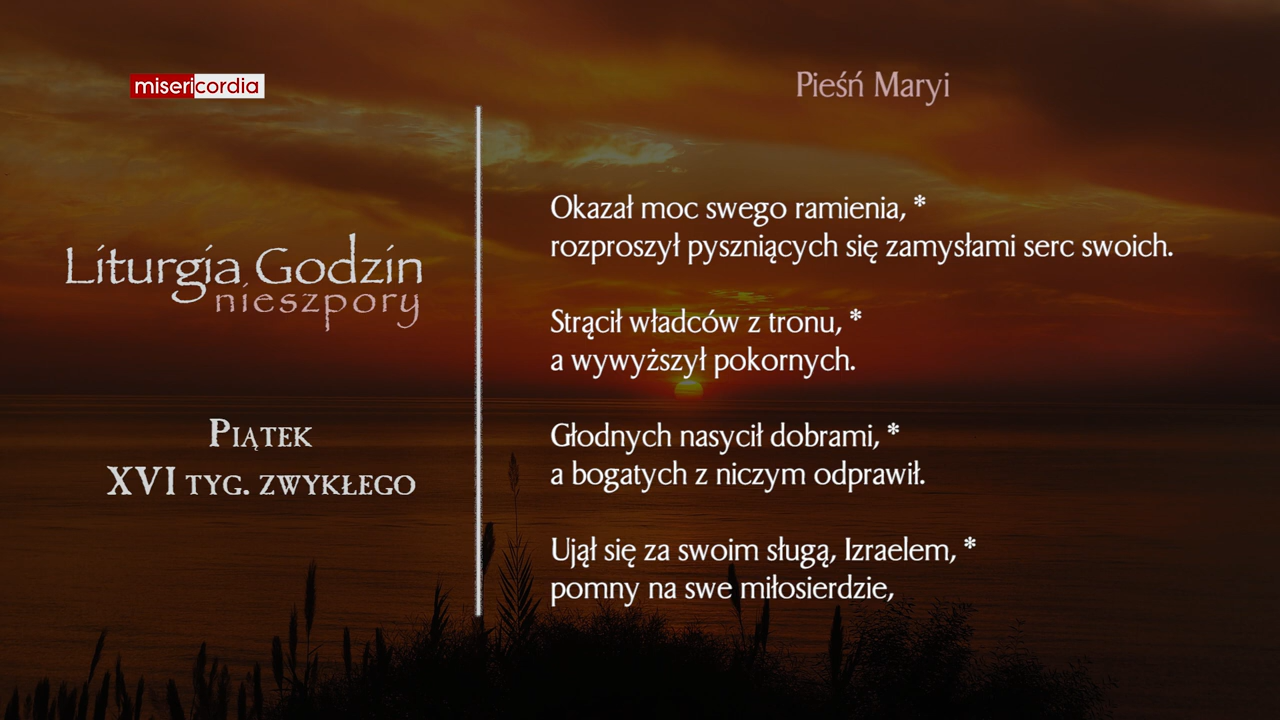 misericordia
Liturgia Godzin
nieszpory
Piątek
XVI tyg. zwykłego
Pieśń Maryi
Okazał moc swego ramienia, *
rozproszył pyszniących się zamysłami serc swoich.
Strącił władców z tronu, *
a wywyższył pokornych.
Głodnych nasycił dobrami, *
a bogatych z niczym odprawił.
Ujął się za swoim sługą, Izraelem, *
pomny na swe miłosierdzie,